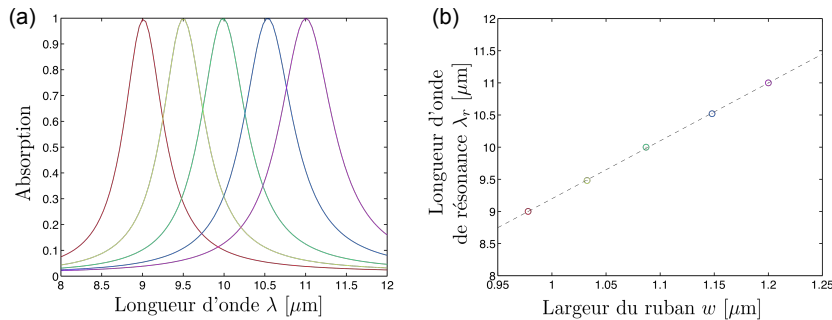 (a)
Absorption
1
0.9
0.8
0.7
0.6
0.5
0.4
0.3
0.2
0.1
0
8 8.5 9 9.5 10 10.5 11 11.5 12
Longueur d'onde λ [μm]
(b)
Longueur d'onde
de résonance λr [μm]
12
11.5
11
10.5
10
9.5
9
8.5
8
0.95 1 1.05 1.1 1.15 1.2 1.25
Largeur du ruban w [μm]